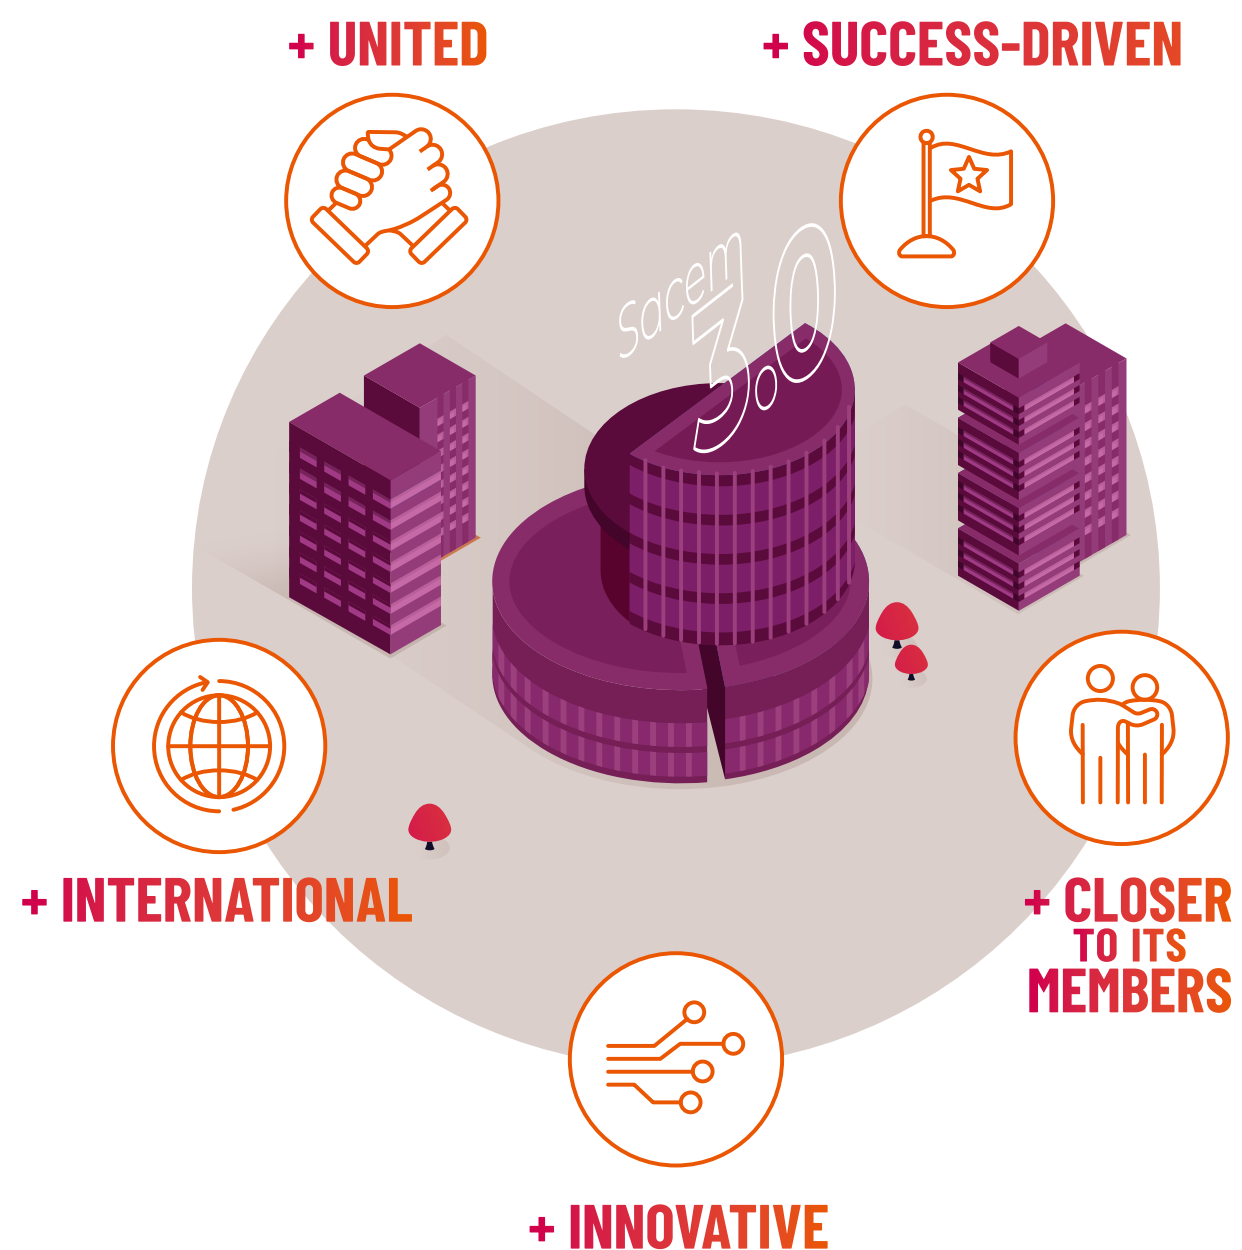 + UNITED
+ SUCCESS-DRIVEN
Sacem
3.0
+ INTERNATIONAL
+ CLOSER
TO ITS
MEMBERS
+ INNOVATIVE